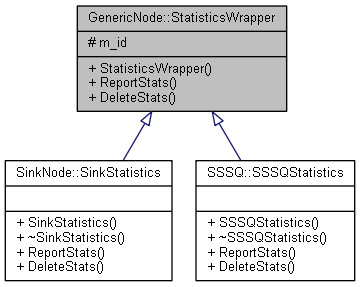 GenericNode::StatisticsWrapper
# m_id
+ StatisticsWrapper()
+ ReportStats()
+ DeleteStats()
SinkNode::SinkStatistics
+ SinkStatistics()
+ ~SinkStatistics()
+ ReportStats()
+ DeleteStats()
SSSQ::SSSQStatistics
+ SSSQStatistics()
+ ~SSSQStatistics()
+ ReportStats()
+ DeleteStats()